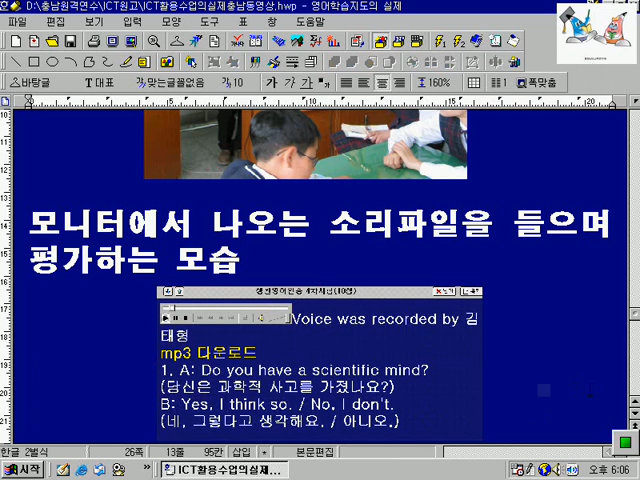 D:\충남원격연수\ICT원고\ICT활용수업의실제충남동영상.hwp - 영어학습지도의 실제
파일 편집 보기 입력 모양 도구 표 창 도움말
바탕글 대표 맞는글꼴없음 10 160% 폭맞춤
5 10 15 20
모니터에서 나오는 소리파일을 들으며
평가하는 모습
Voice was recorded by 김
태형
mp3 다운로드
1. A: Do you have a scientific mind?
(당신은 과학적 사고를 가졌나요?)
B: Yes, I think so. / No, I don't.
(네, 그렇다고 생각해요. / 아니오.)
한글 2벌식 26쪽 13줄 95칸 삽입 본문편집
시작 ICT활용수업의실제... 오후 6:06